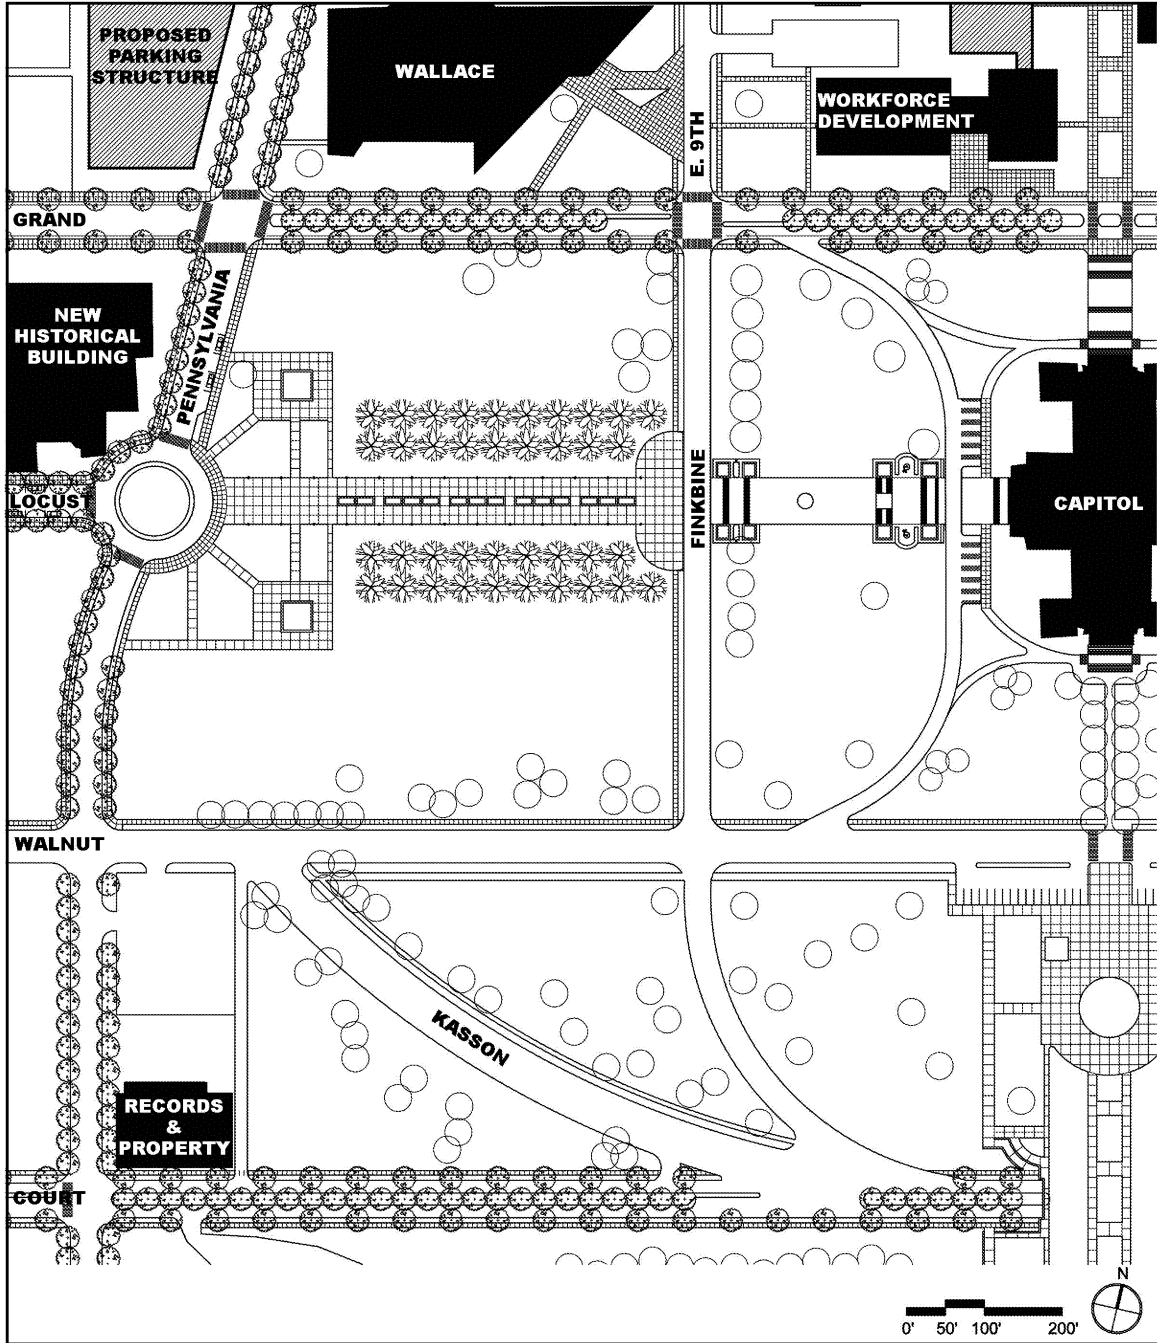 PROPOSED
PARKING
STRUCTURE
WALLACE
WORKFORCE
DEVELOPMENT
E. 9TH
GRAND
PENNSYLVANIA
NEW
HISTORICAL
BUILDING
LOCUST
FINKBINE
CAPITOL
WALNUT
KASSON
RECORDS
&
PROPERTY
COURT
N
0' 50' 100' 200'